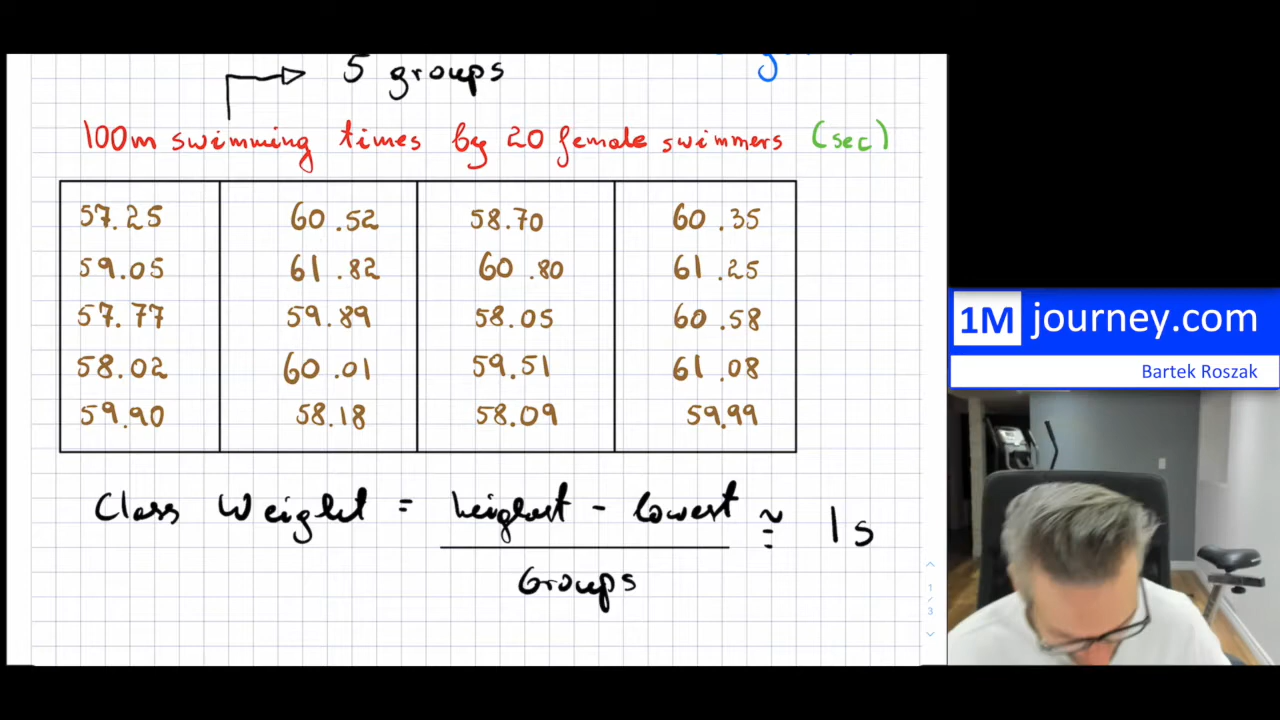 5 groups
100m swimming times by 20 female swimmers (sec)
57.25 60.52 58.70 60.35
59.05 61.82 60.80 61.25
57.77 59.89 58.05 60.58
58.02 60.01 59.51 61.08
59.90 58.18 58.09 59.99
Class Weight = heighest - lowest ≅ 1s
Groups
1M journey.com
Bartek Roszak
1
/
3